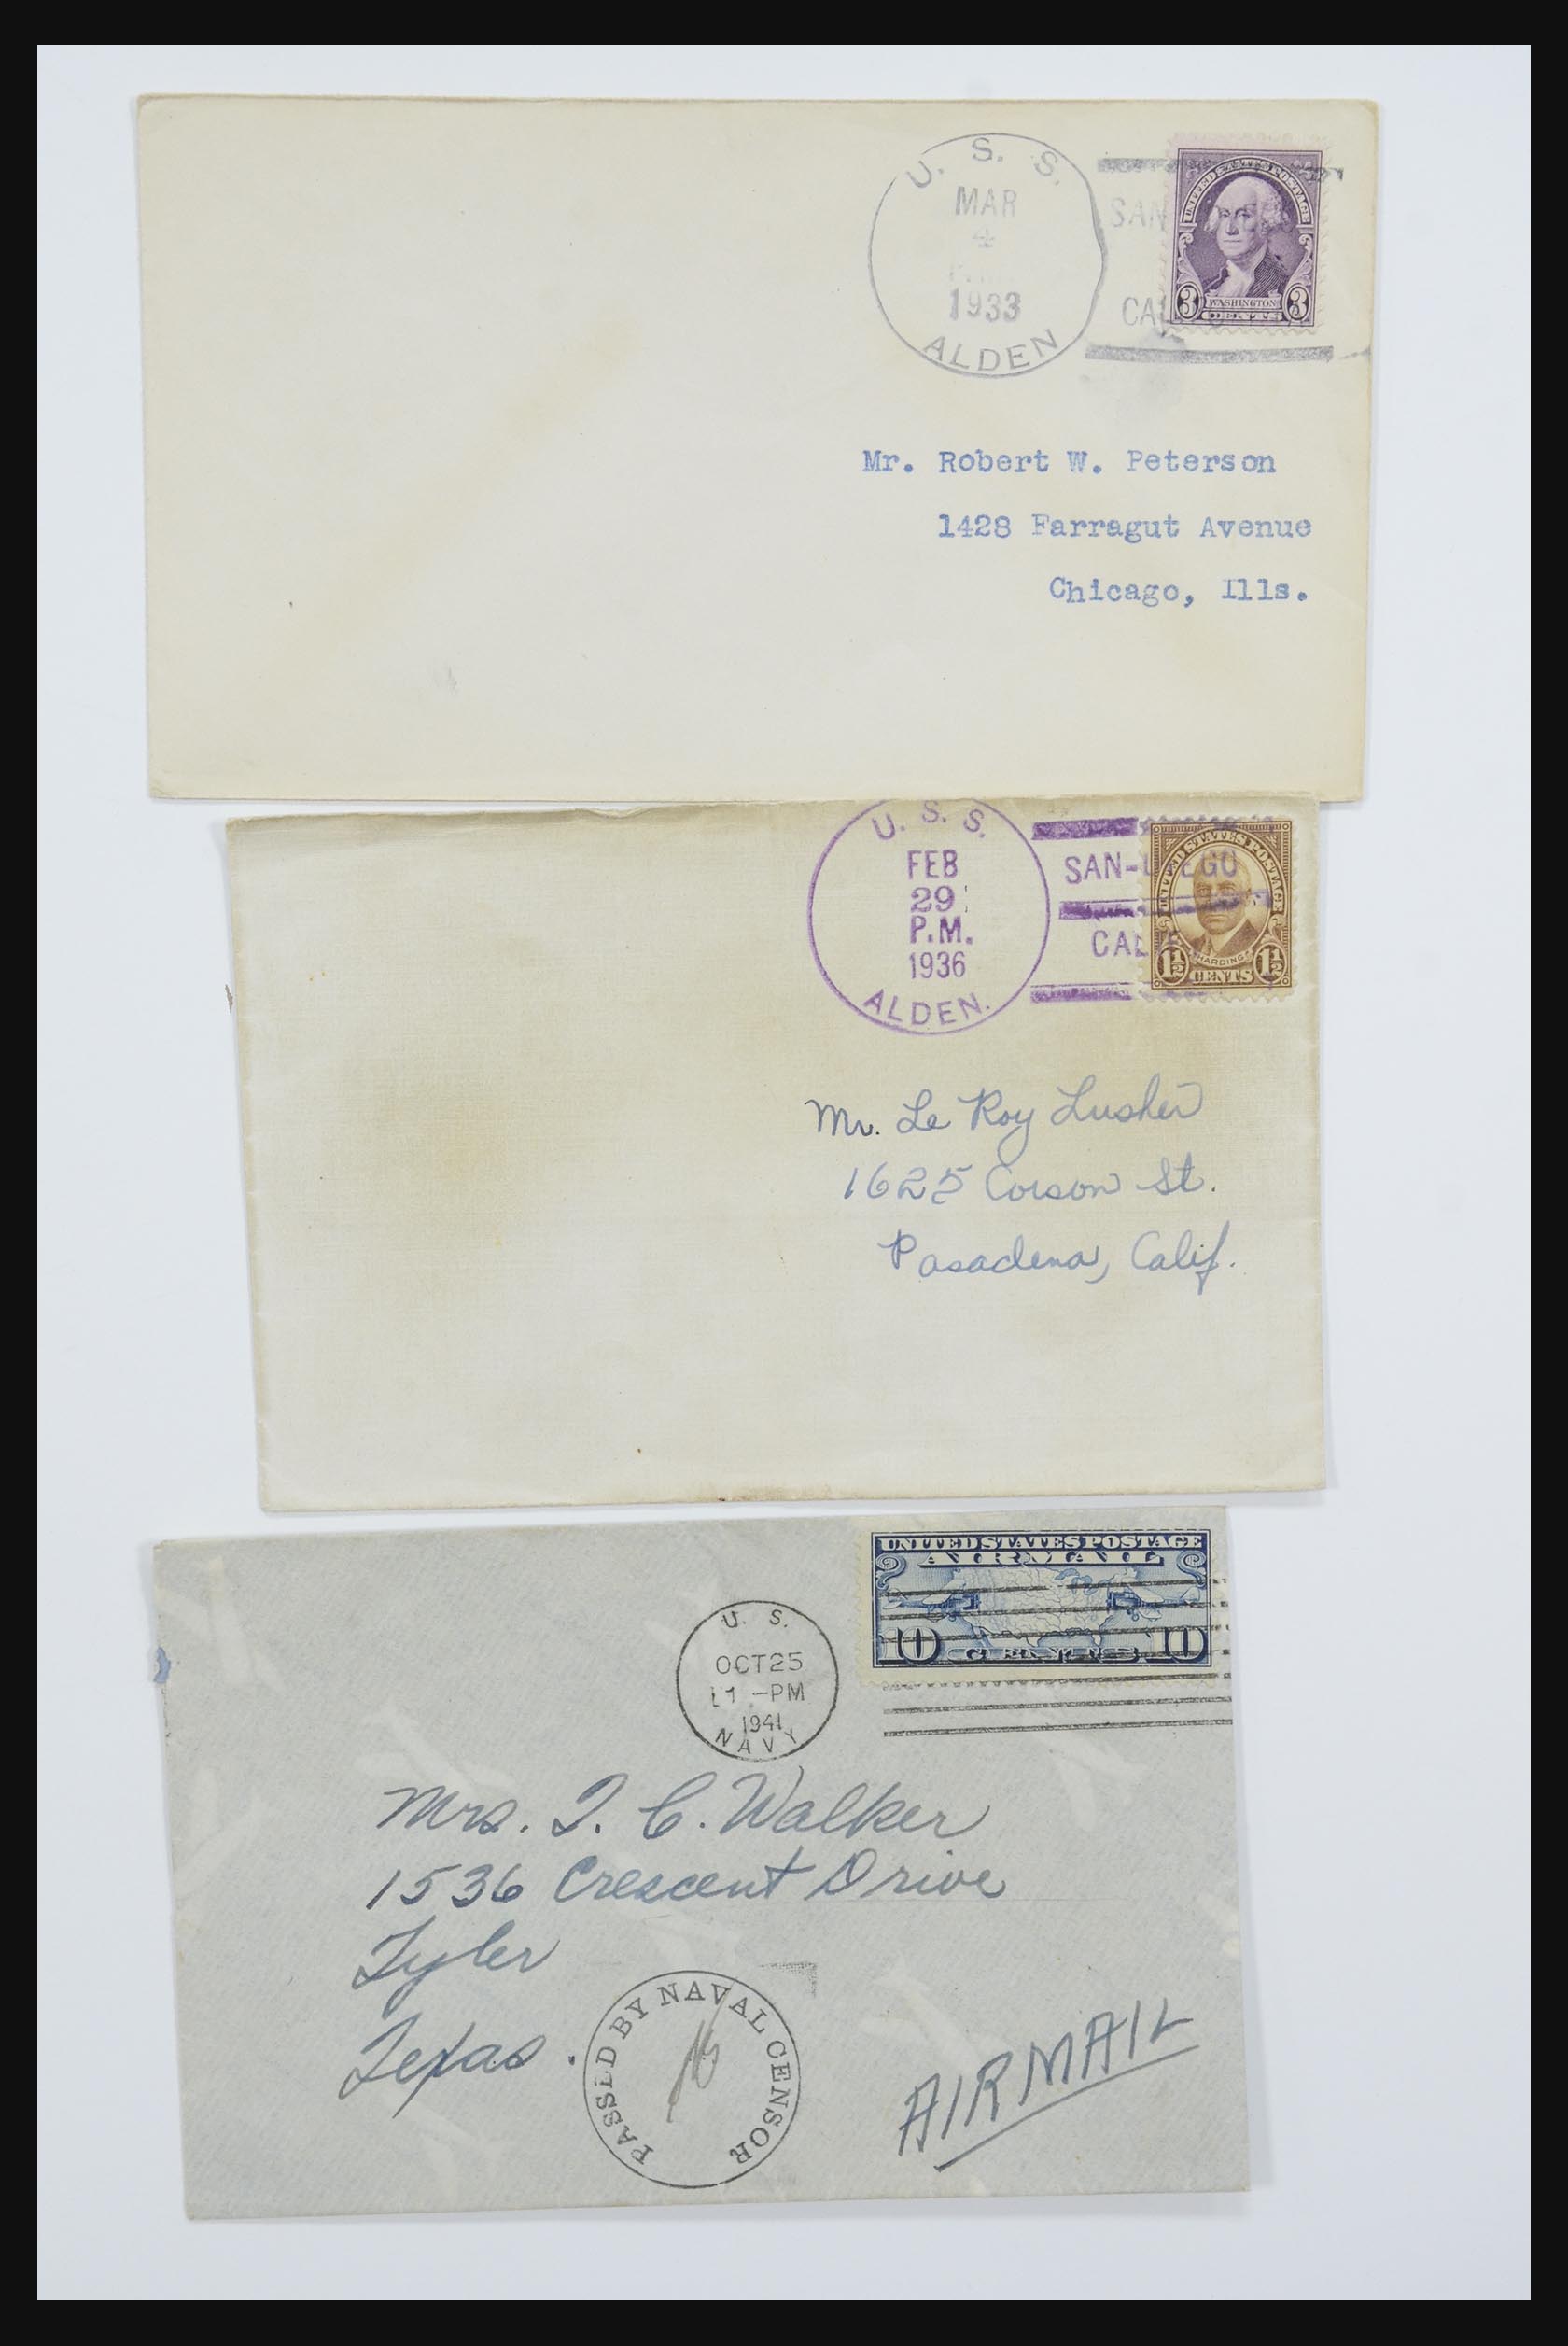 U. S. S.
MAR
4
1933
ALDEN
SAN
CAL
UNITED STATES POSTAGE
3 WASHINGTON 3
CENTS
Mr. Robert W. Peterson
1428 Farragut Avenue
Chicago, Ills.
U. S. S.
FEB
29
P.M.
1936
ALDEN.
SAN-DIEGO
CALIF
UNITED STATES POSTAGE
HARDING
1½ CENTS 1½
Mr. Le Roy Lusher
1625 Corson St.
Pasadena, Calif.
UNITED STATES POSTAGE
AIR MAIL
10 CENTS 10
U. S.
OCT 25
-PM
1941
NAVY
Mrs. I. C. Walker
1536 Crescent Drive
Tyler
Texas.
PASSED BY NAVAL CENSOR
AIRMAIL